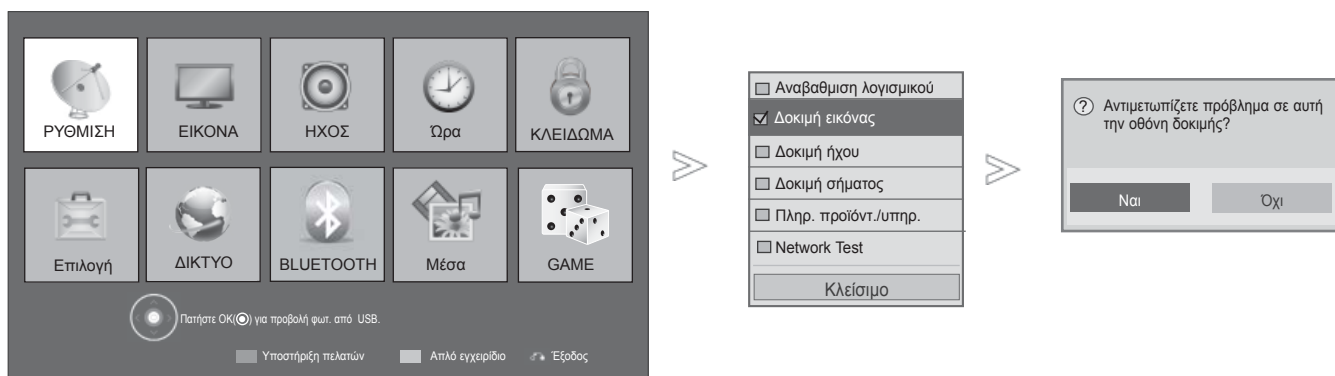 ΡΥΘΜΙΣΗ
ΕΙΚΟΝΑ
ΗΧΟΣ
Ώρα
ΚΛΕΙΔΩΜΑ
Επιλογή
ΔΙΚΤΥΟ
BLUETOOTH
Μέσα
GAME
Πατήστε OK(◉) για προβολή φωτ. από USB.
Υποστήριξη πελατών
Απλό εγχειρίδιο
Έξοδος
Αναβαθμιση λογισμικού
Δοκιμή εικόνας
Δοκιμή ήχου
Δοκιμή σήματος
Πληρ. προϊόντ./υπηρ.
Network Test
Κλείσιμο
? Αντιμετωπίζετε πρόβλημα σε αυτή
την οθόνη δοκιμής?
Ναι
Όχι